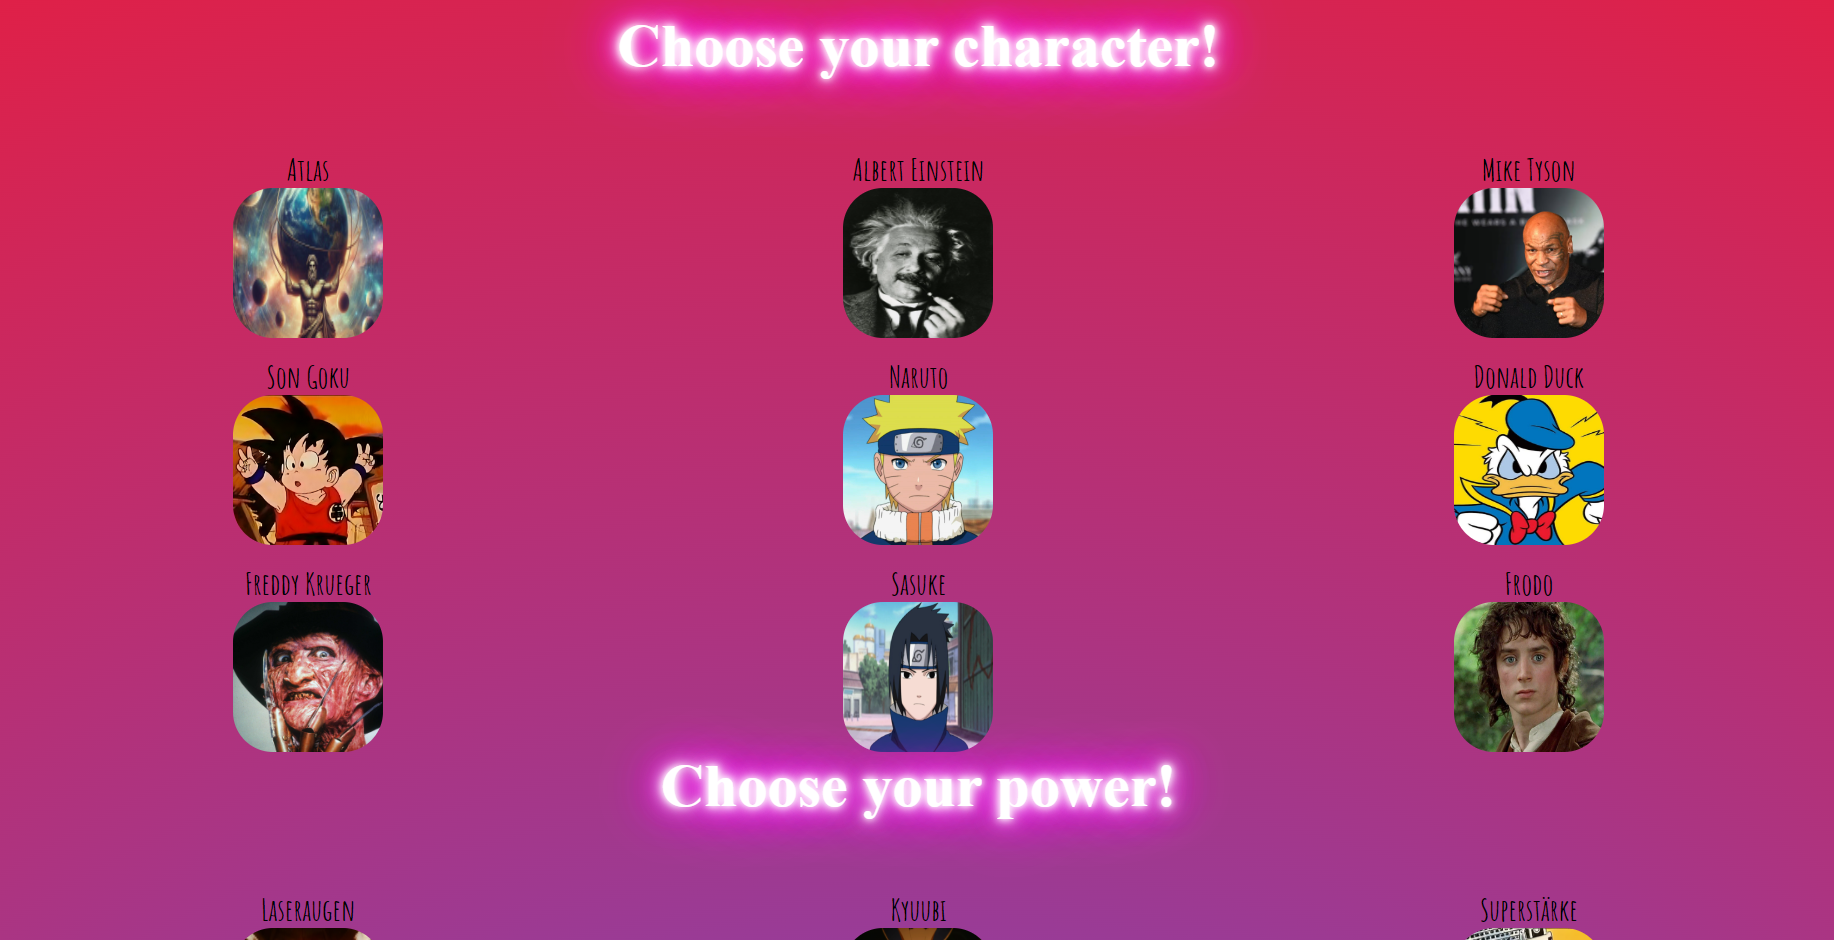 Choose your character!
Atlas
Albert Einstein
Mike Tyson
Son Goku
Naruto
Donald Duck
Freddy Krueger
Sasuke
Frodo
Choose your power!
Laseraugen
Kyuubi
Superstärke